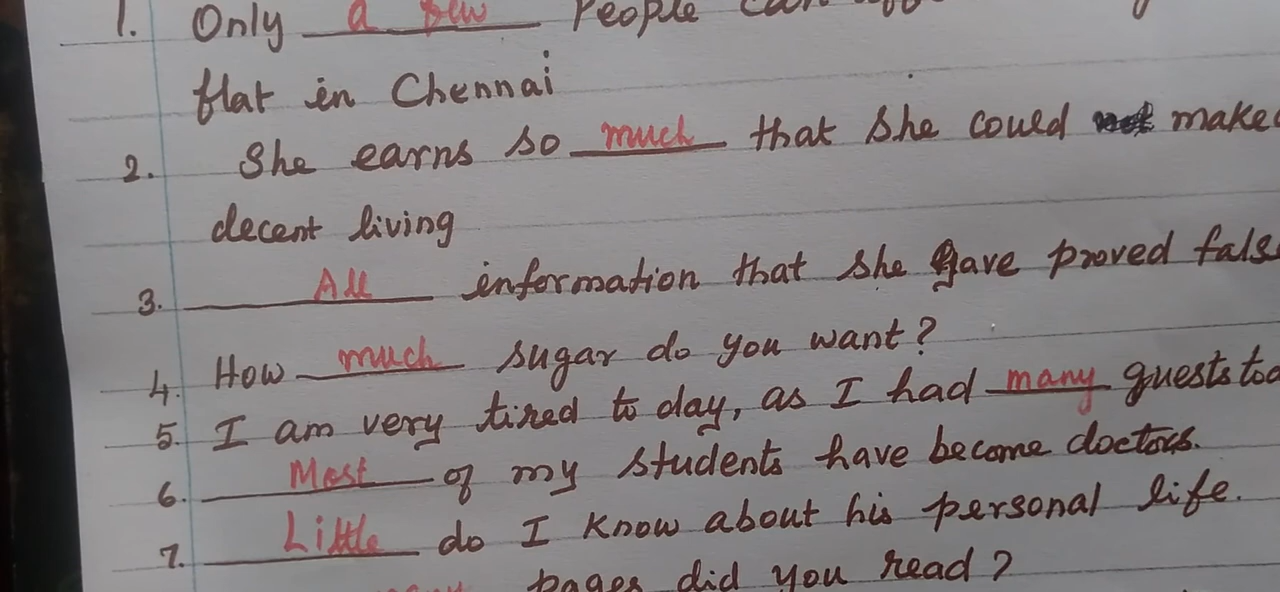 1. Only a few People can
flat in Chennai
2. She earns so much that she could make
decent living
3. All information that she gave proved fals
4. How much sugar do you want?
5. I am very tired to day, as I had many guests too
6. Most of my students have become doctors.
7. Little do I know about his personal life.
pages did you read?